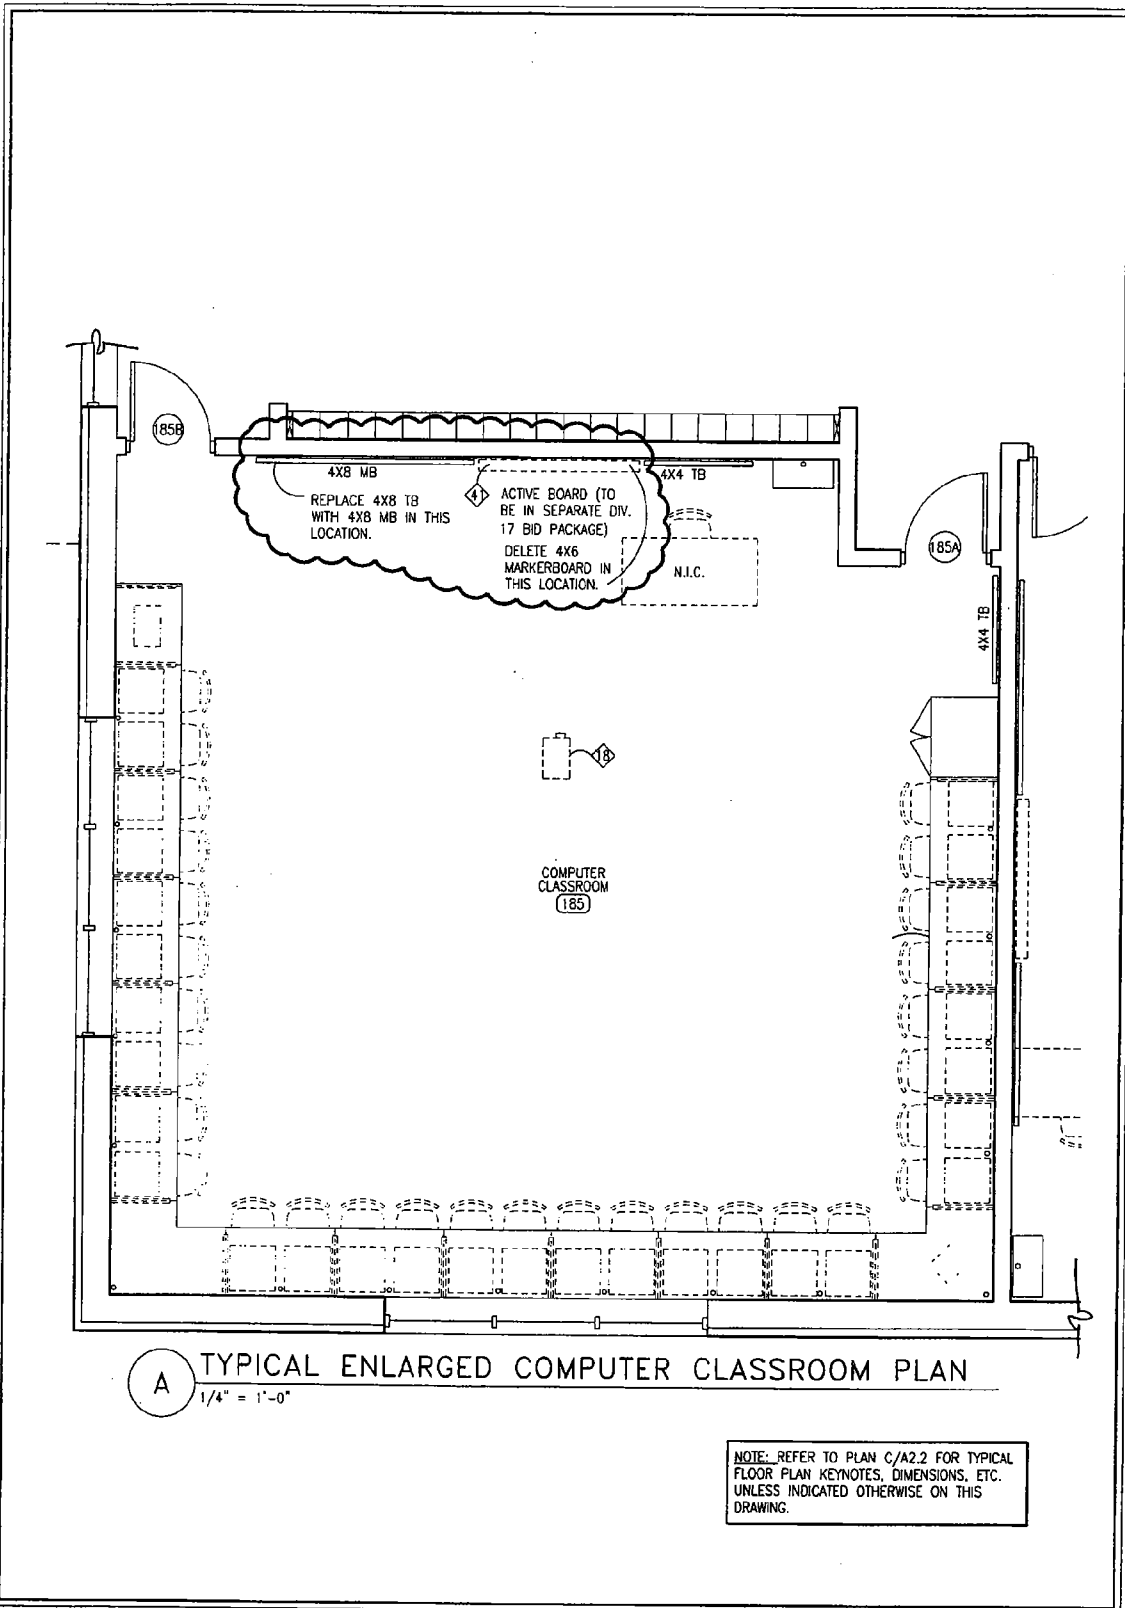 185B
4X8 MB
4X4 TB
REPLACE 4X8 TB
WITH 4X8 MB IN THIS
LOCATION.
41
ACTIVE BOARD (TO
BE IN SEPARATE DIV.
17 BID PACKAGE)
DELETE 4X6
MARKERBOARD IN
THIS LOCATION.
N.I.C.
185A
4X4 TB
18
COMPUTER
CLASSROOM
185
A
TYPICAL ENLARGED COMPUTER CLASSROOM PLAN
1/4" = 1'-0"
NOTE: REFER TO PLAN C/A2.2 FOR TYPICAL
FLOOR PLAN KEYNOTES, DIMENSIONS, ETC.
UNLESS INDICATED OTHERWISE ON THIS
DRAWING.